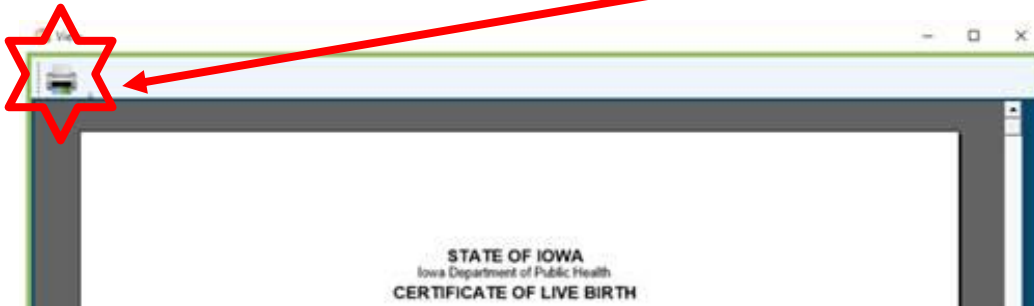 STATE OF IOWA
Iowa Department of Public Health
CERTIFICATE OF LIVE BIRTH